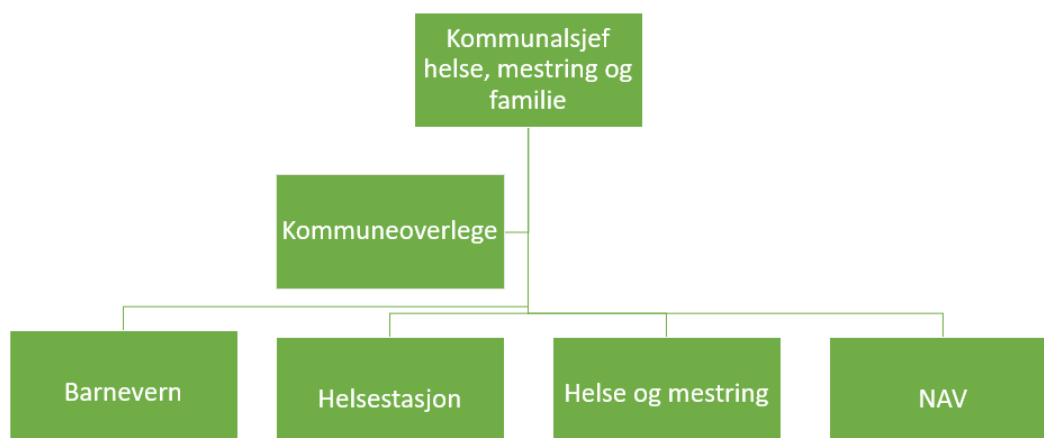 Kommunalsjef
helse, mestring og
familie
Kommuneoverlege
Barnevern
Helsestasjon
Helse og mestring
NAV